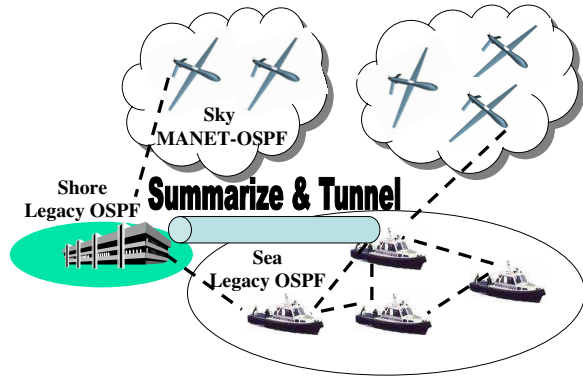 Sky
MANET-OSPF
Shore
Legacy OSPF
Summarize & Tunnel
Sea
Legacy OSPF